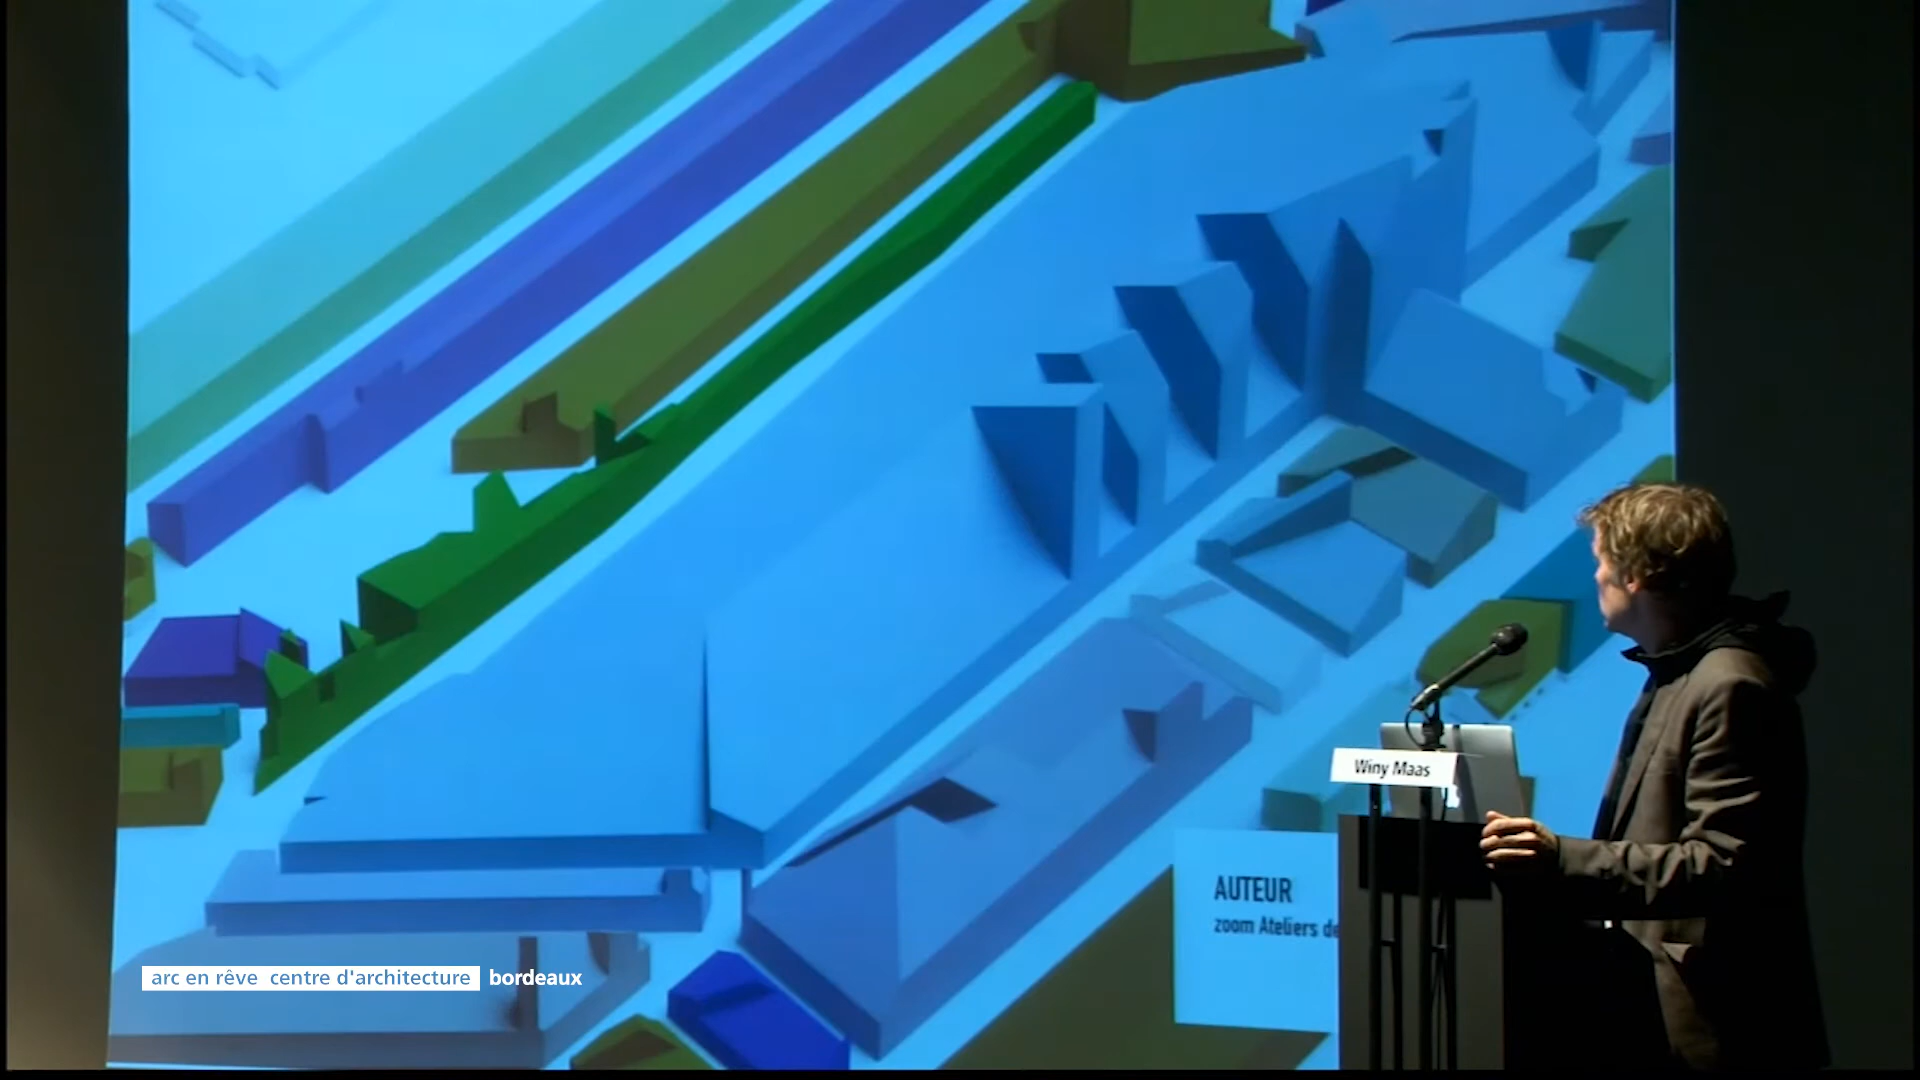 Winy Maas
AUTEUR
zoom Ateliers de
arc en rêve centre d'architecture bordeaux